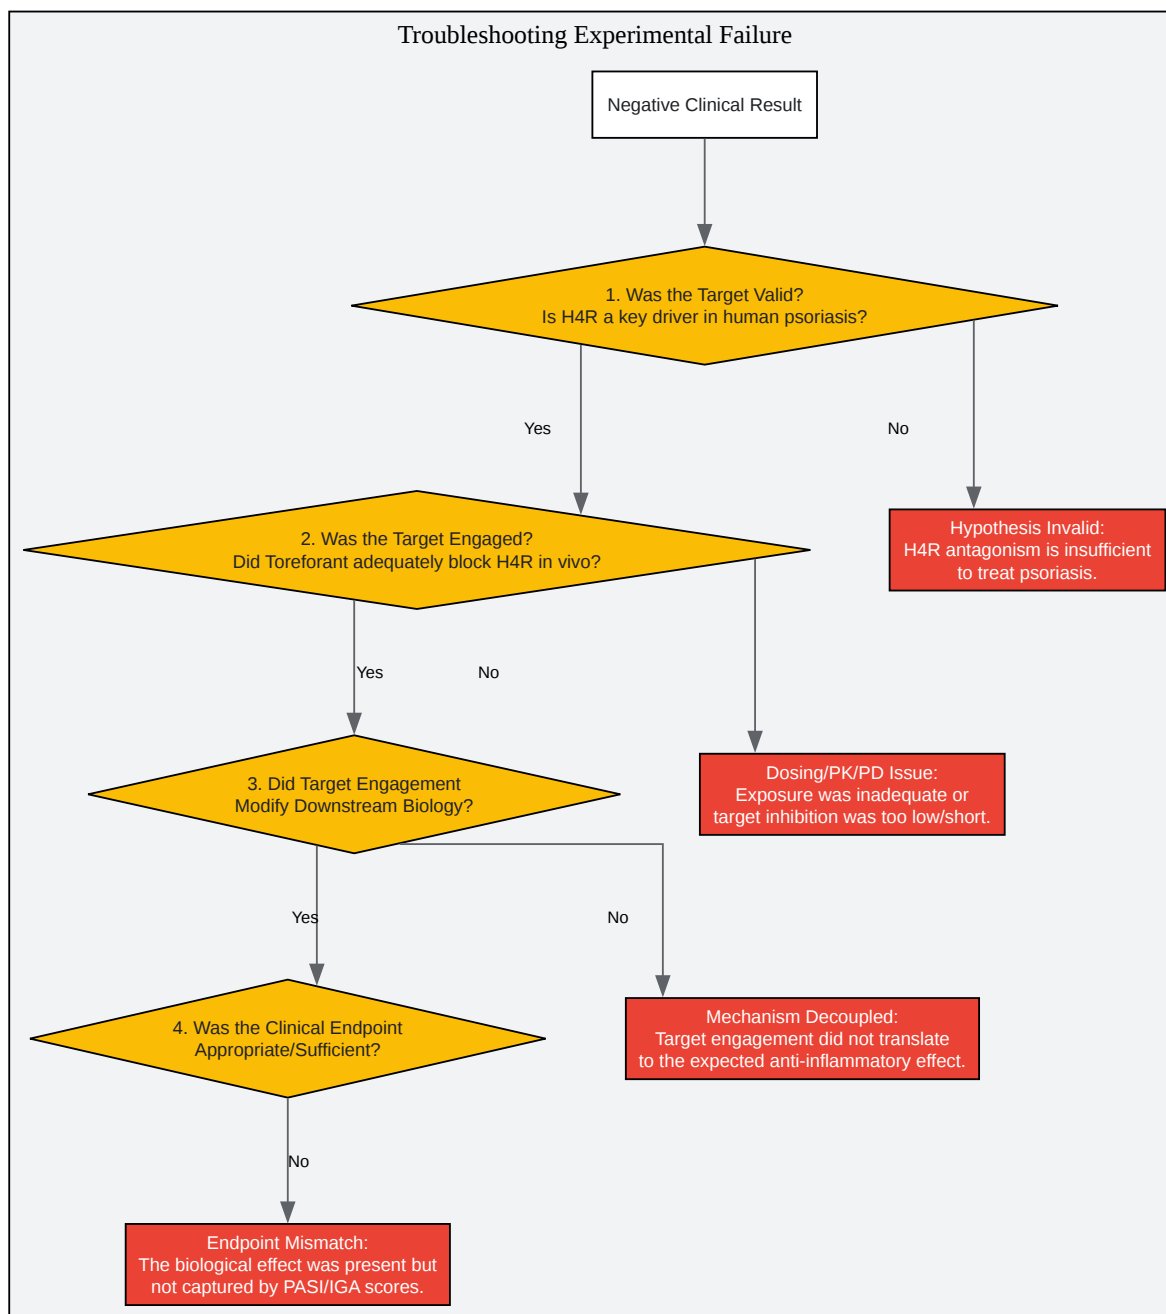 Troubleshooting Experimental Failure
Negative Clinical Result
1. Was the Target Valid?
Is H4R a key driver in human psoriasis?
Yes
No
2. Was the Target Engaged?
Did Toreforant adequately block H4R in vivo?
Hypothesis Invalid:
H4R antagonism is insufficient
to treat psoriasis.
Yes
No
3. Did Target Engagement
Modify Downstream Biology?
Dosing/PK/PD Issue:
Exposure was inadequate or
target inhibition was too low/short.
Yes
No
4. Was the Clinical Endpoint
Appropriate/Sufficient?
Mechanism Decoupled:
Target engagement did not translate
to the expected anti-inflammatory effect.
No
Endpoint Mismatch:
The biological effect was present but
not captured by PASI/IGA scores.